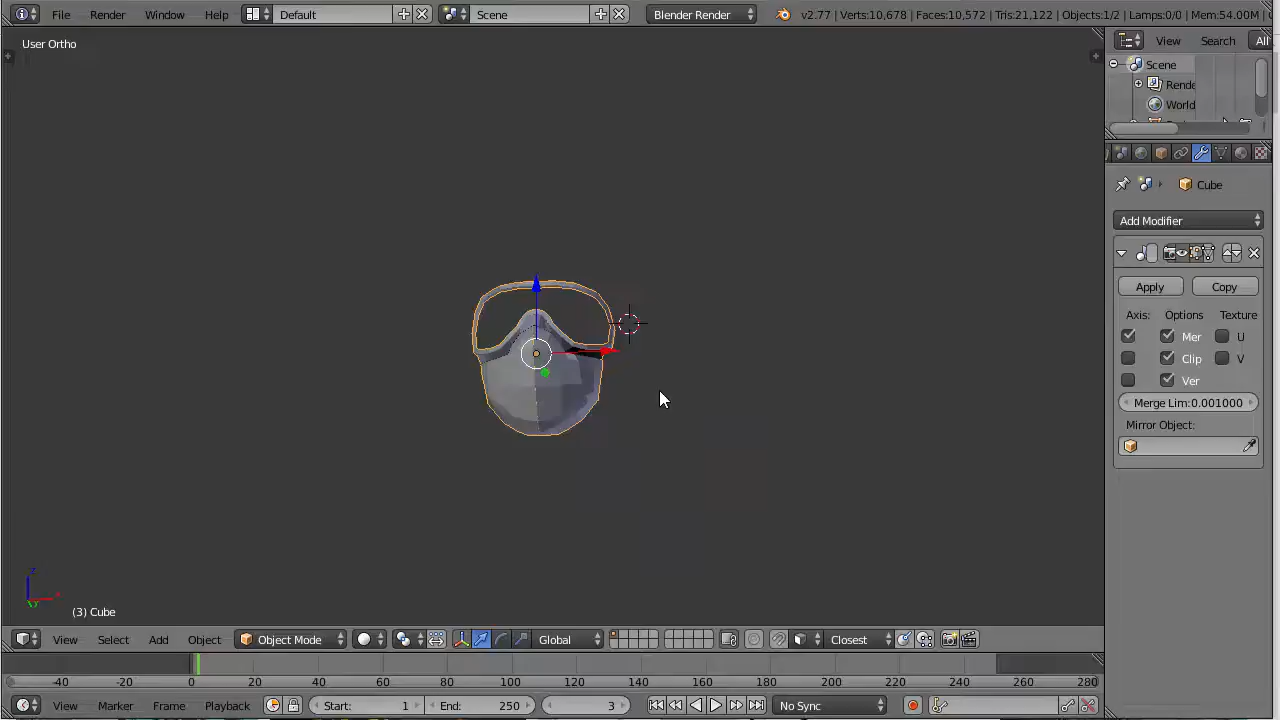 File Render Window Help Default Scene Blender Render v2.77 | Verts:10,678 | Faces:10,572 | Tris:21,122 | Objects:1/2 | Lamps:0/0 | Mem:54.00M |
User Ortho
View Search All
Scene
Rende
World
Cube
Add Modifier
Apply Copy
Axis: Options Texture
Mer U
Clip V
Ver
Merge Lim:0.001000
Mirror Object:
z
x
y
(3) Cube
View Select Add Object Object Mode Global Closest
-40 -20 0 20 40 60 80 100 120 140 160 180 200 220 240 260 280
View Marker Frame Playback Start: 1 End: 250 3 No Sync